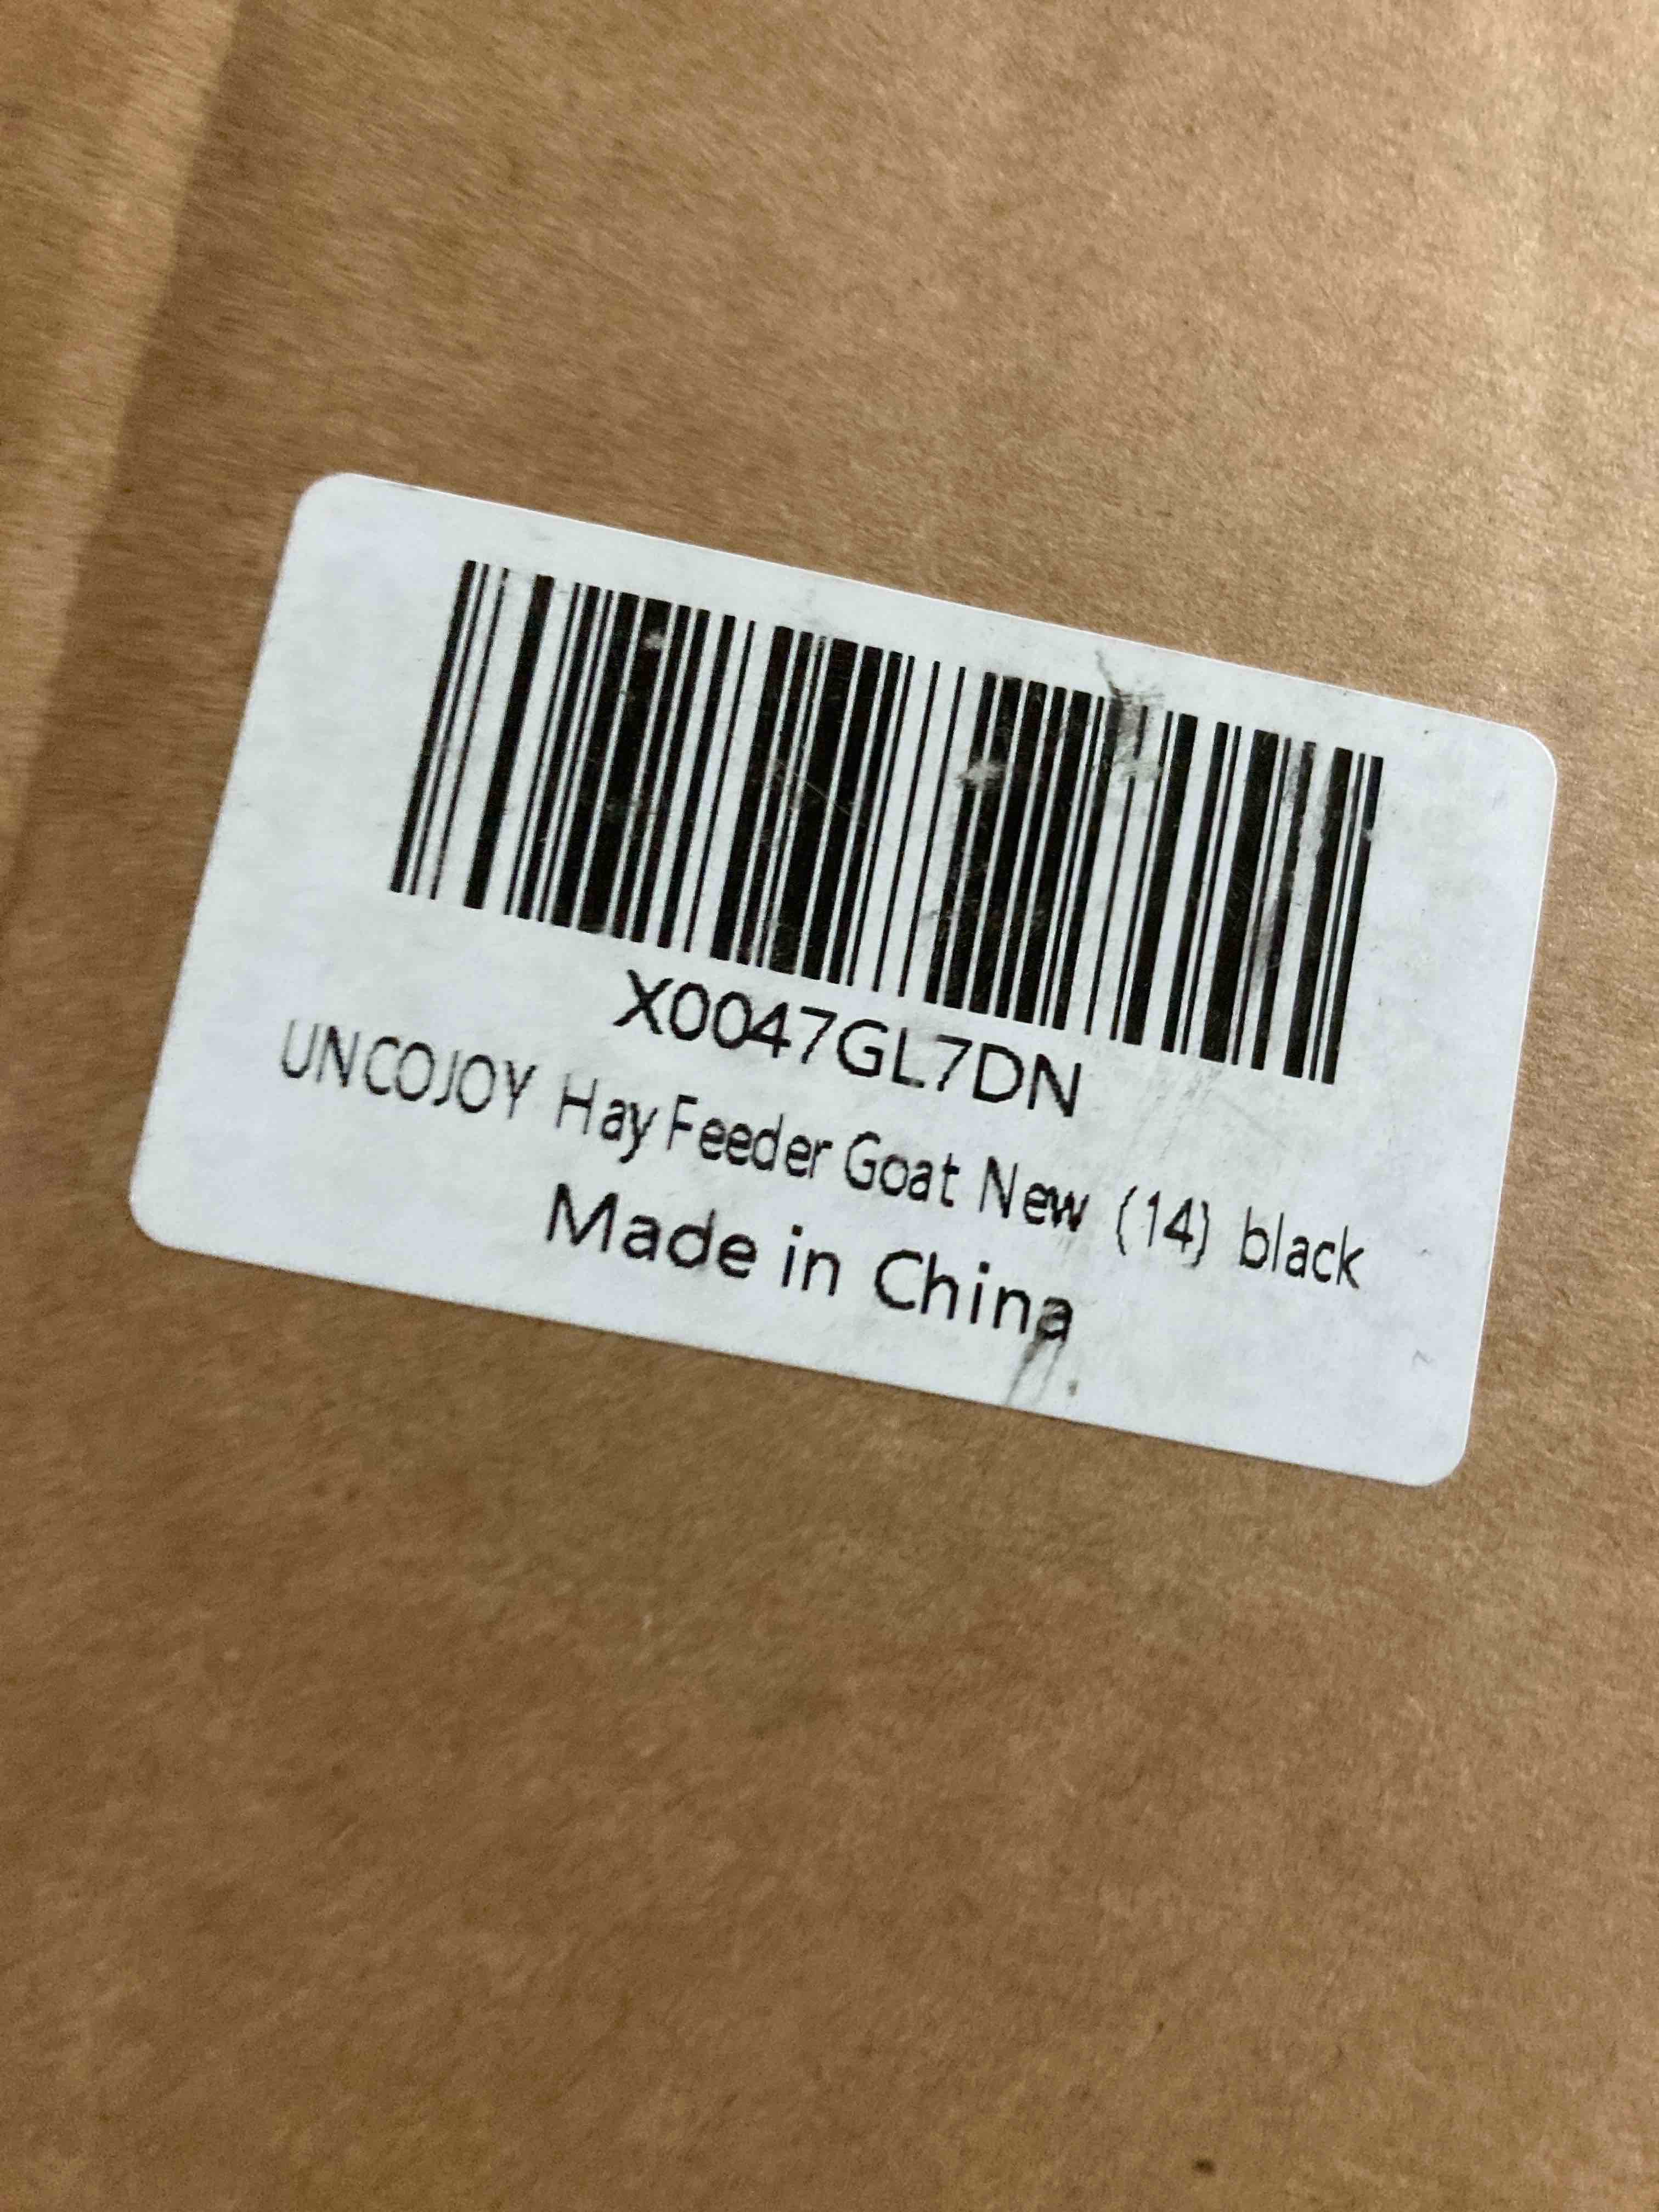 X0047GL7DN
UNCOJOY Hay Feeder Goat New (14) black
Made in China